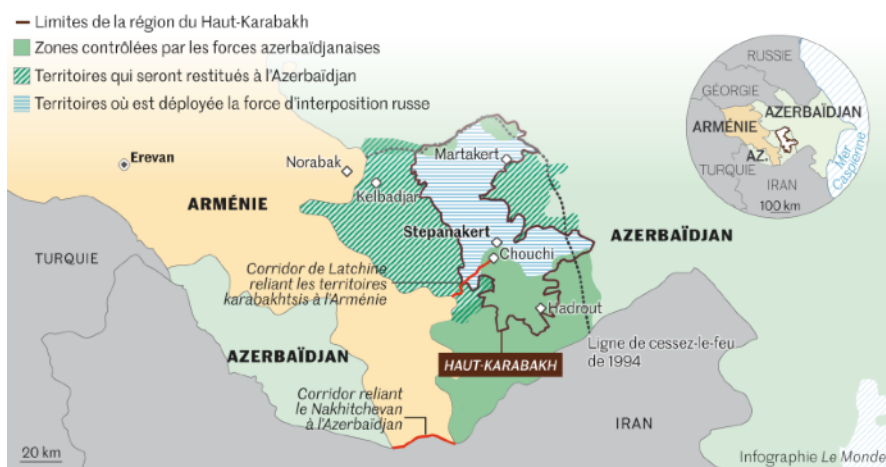 Limites de la région du Haut-Karabakh
Zones contrôlées par les forces azerbaïdjanaises
Territoires qui seront restitués à l'Azerbaïdjan
Territoires où est déployée la force d'interposition russe
RUSSIE
GÉORGIE
AZERBAÏDJAN
ARMÉNIE
AZ.
TURQUIE
IRAN
Mer
Caspienne
100 km
Erevan
Norabak
Martakert
Kelbadjar
ARMÉNIE
Stepanakert
AZERBAÏDJAN
Chouchi
TURQUIE
Corridor de Latchine
reliant les territoires
karabakhtsis à l'Arménie
Hadrout
AZERBAÏDJAN
HAUT-KARABAKH
Ligne de cessez-le-feu
de 1994
Corridor reliant
le Nakhitchevan
à l'Azerbaïdjan
IRAN
20 km
Infographie Le Monde